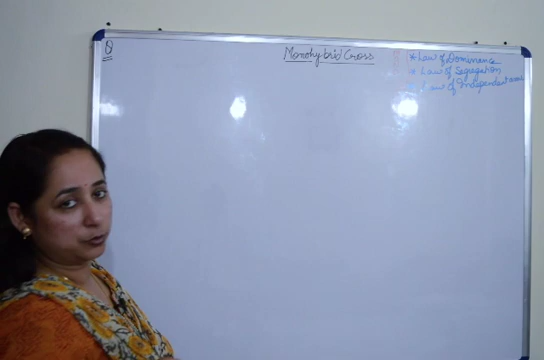 Q
Monohybrid Cross
* Law of Dominance
* Law of Segregation
* Law of Independent